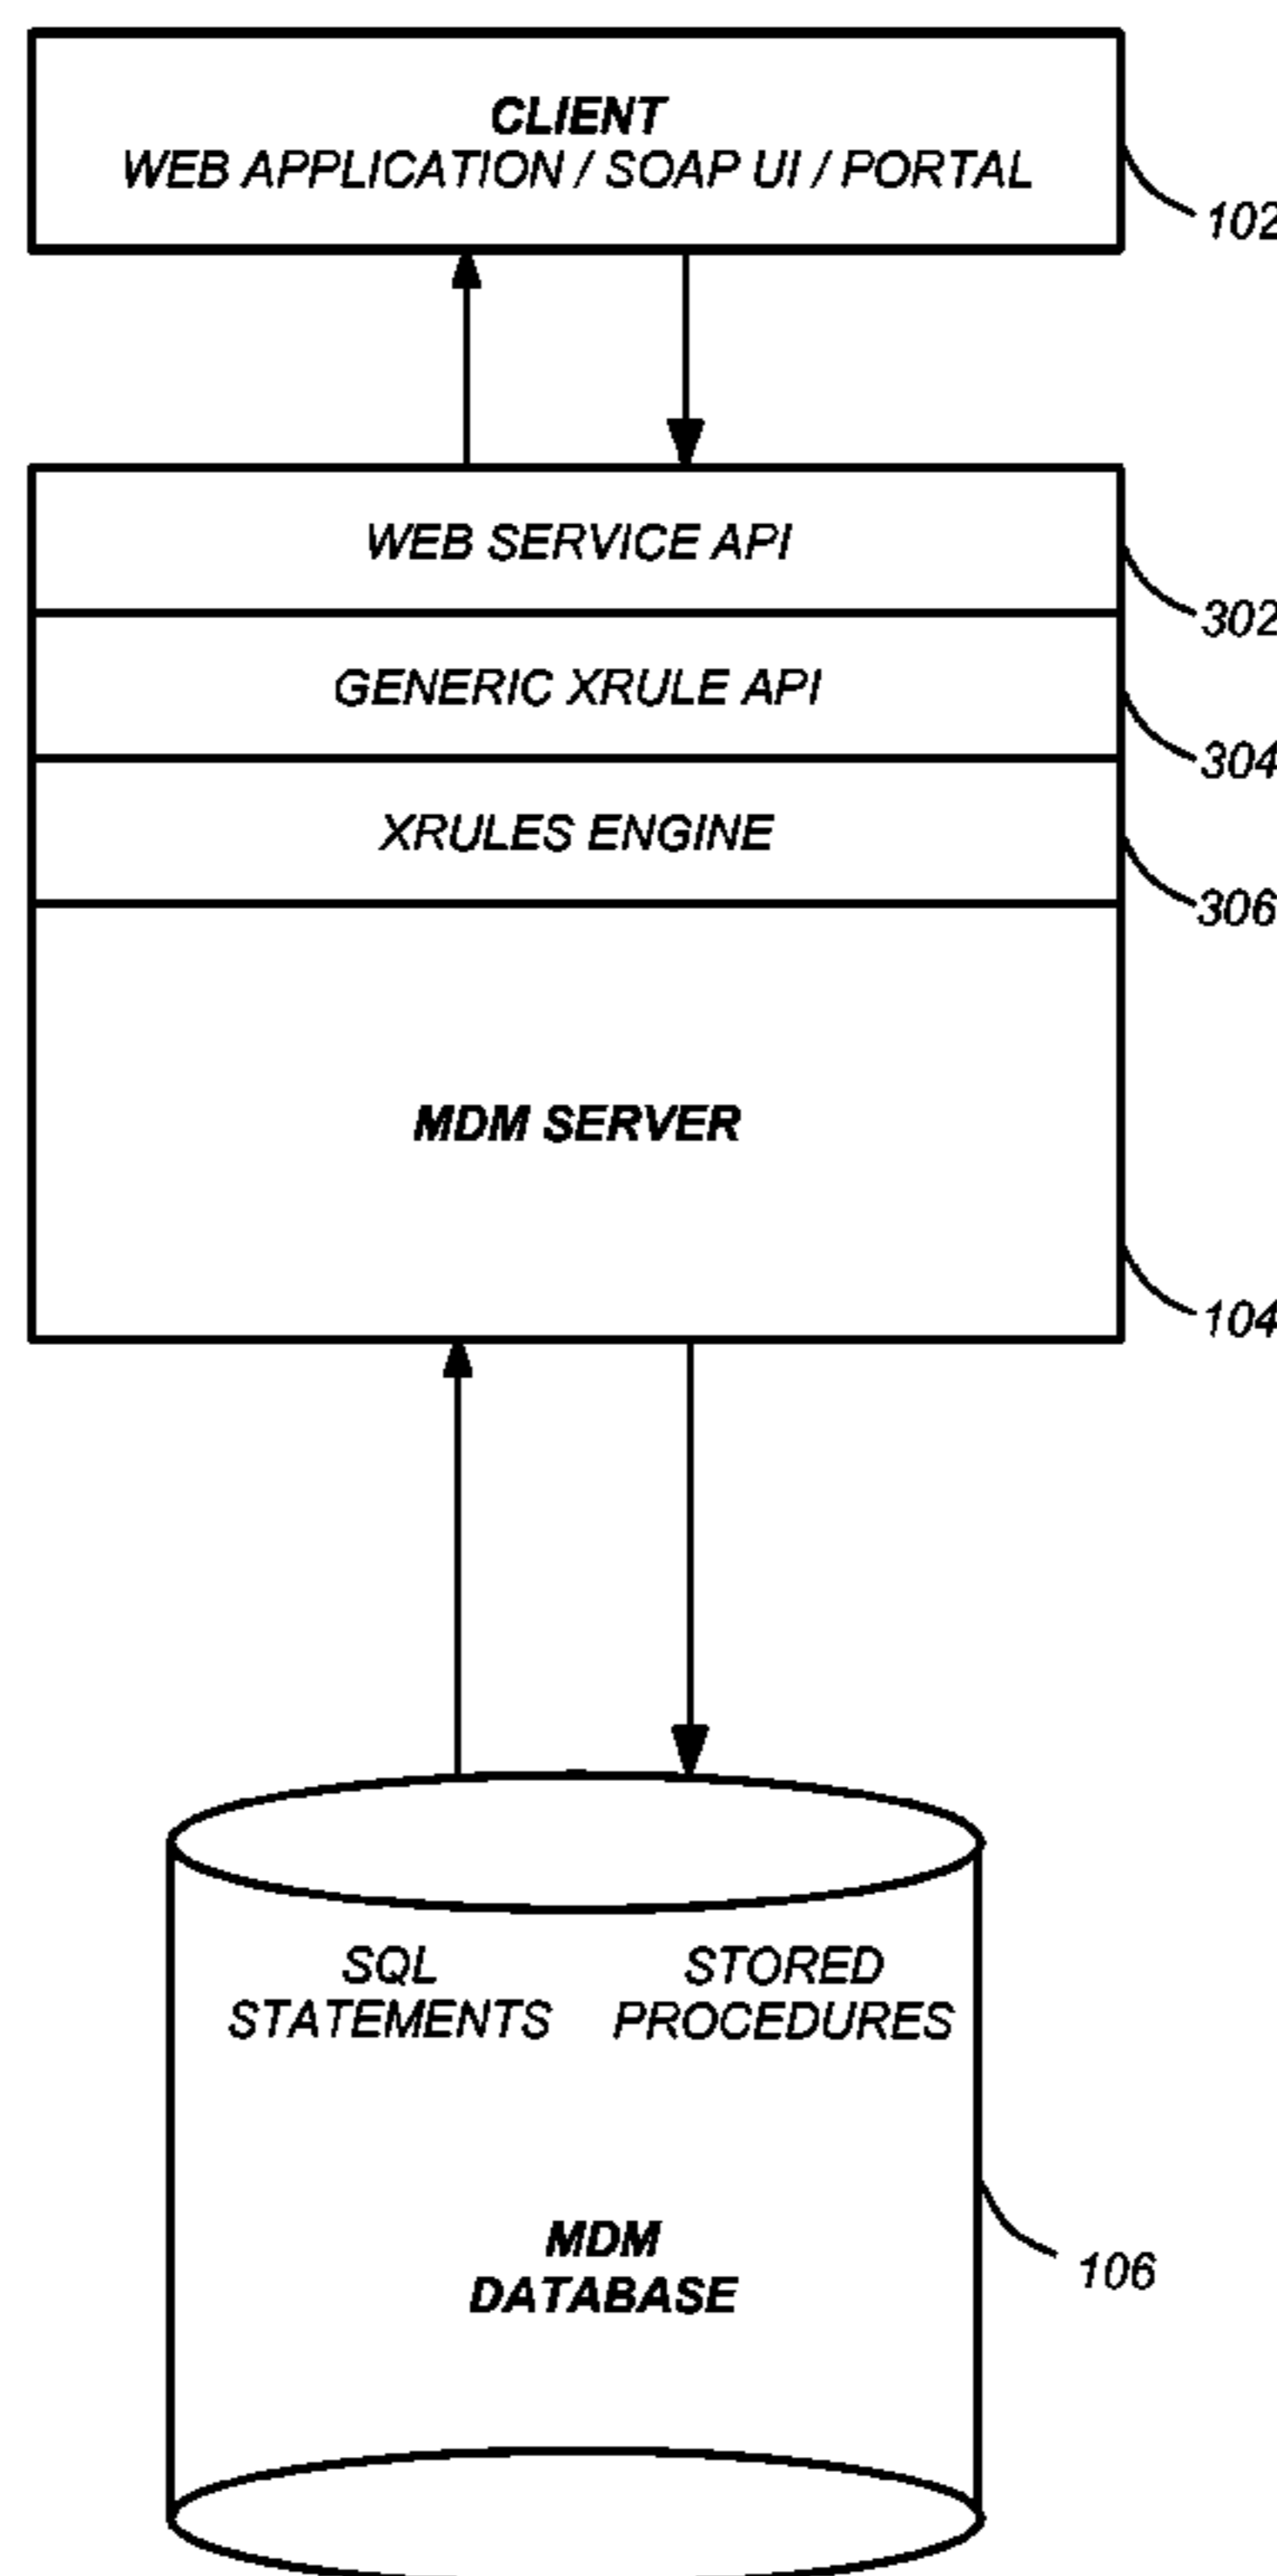 CLIENT
WEB APPLICATION / SOAP UI / PORTAL
102
WEB SERVICE API
302
GENERIC XRULE API
304
XRULES ENGINE
306
MDM SERVER
104
SQL
STATEMENTS
STORED
PROCEDURES
MDM
DATABASE
106